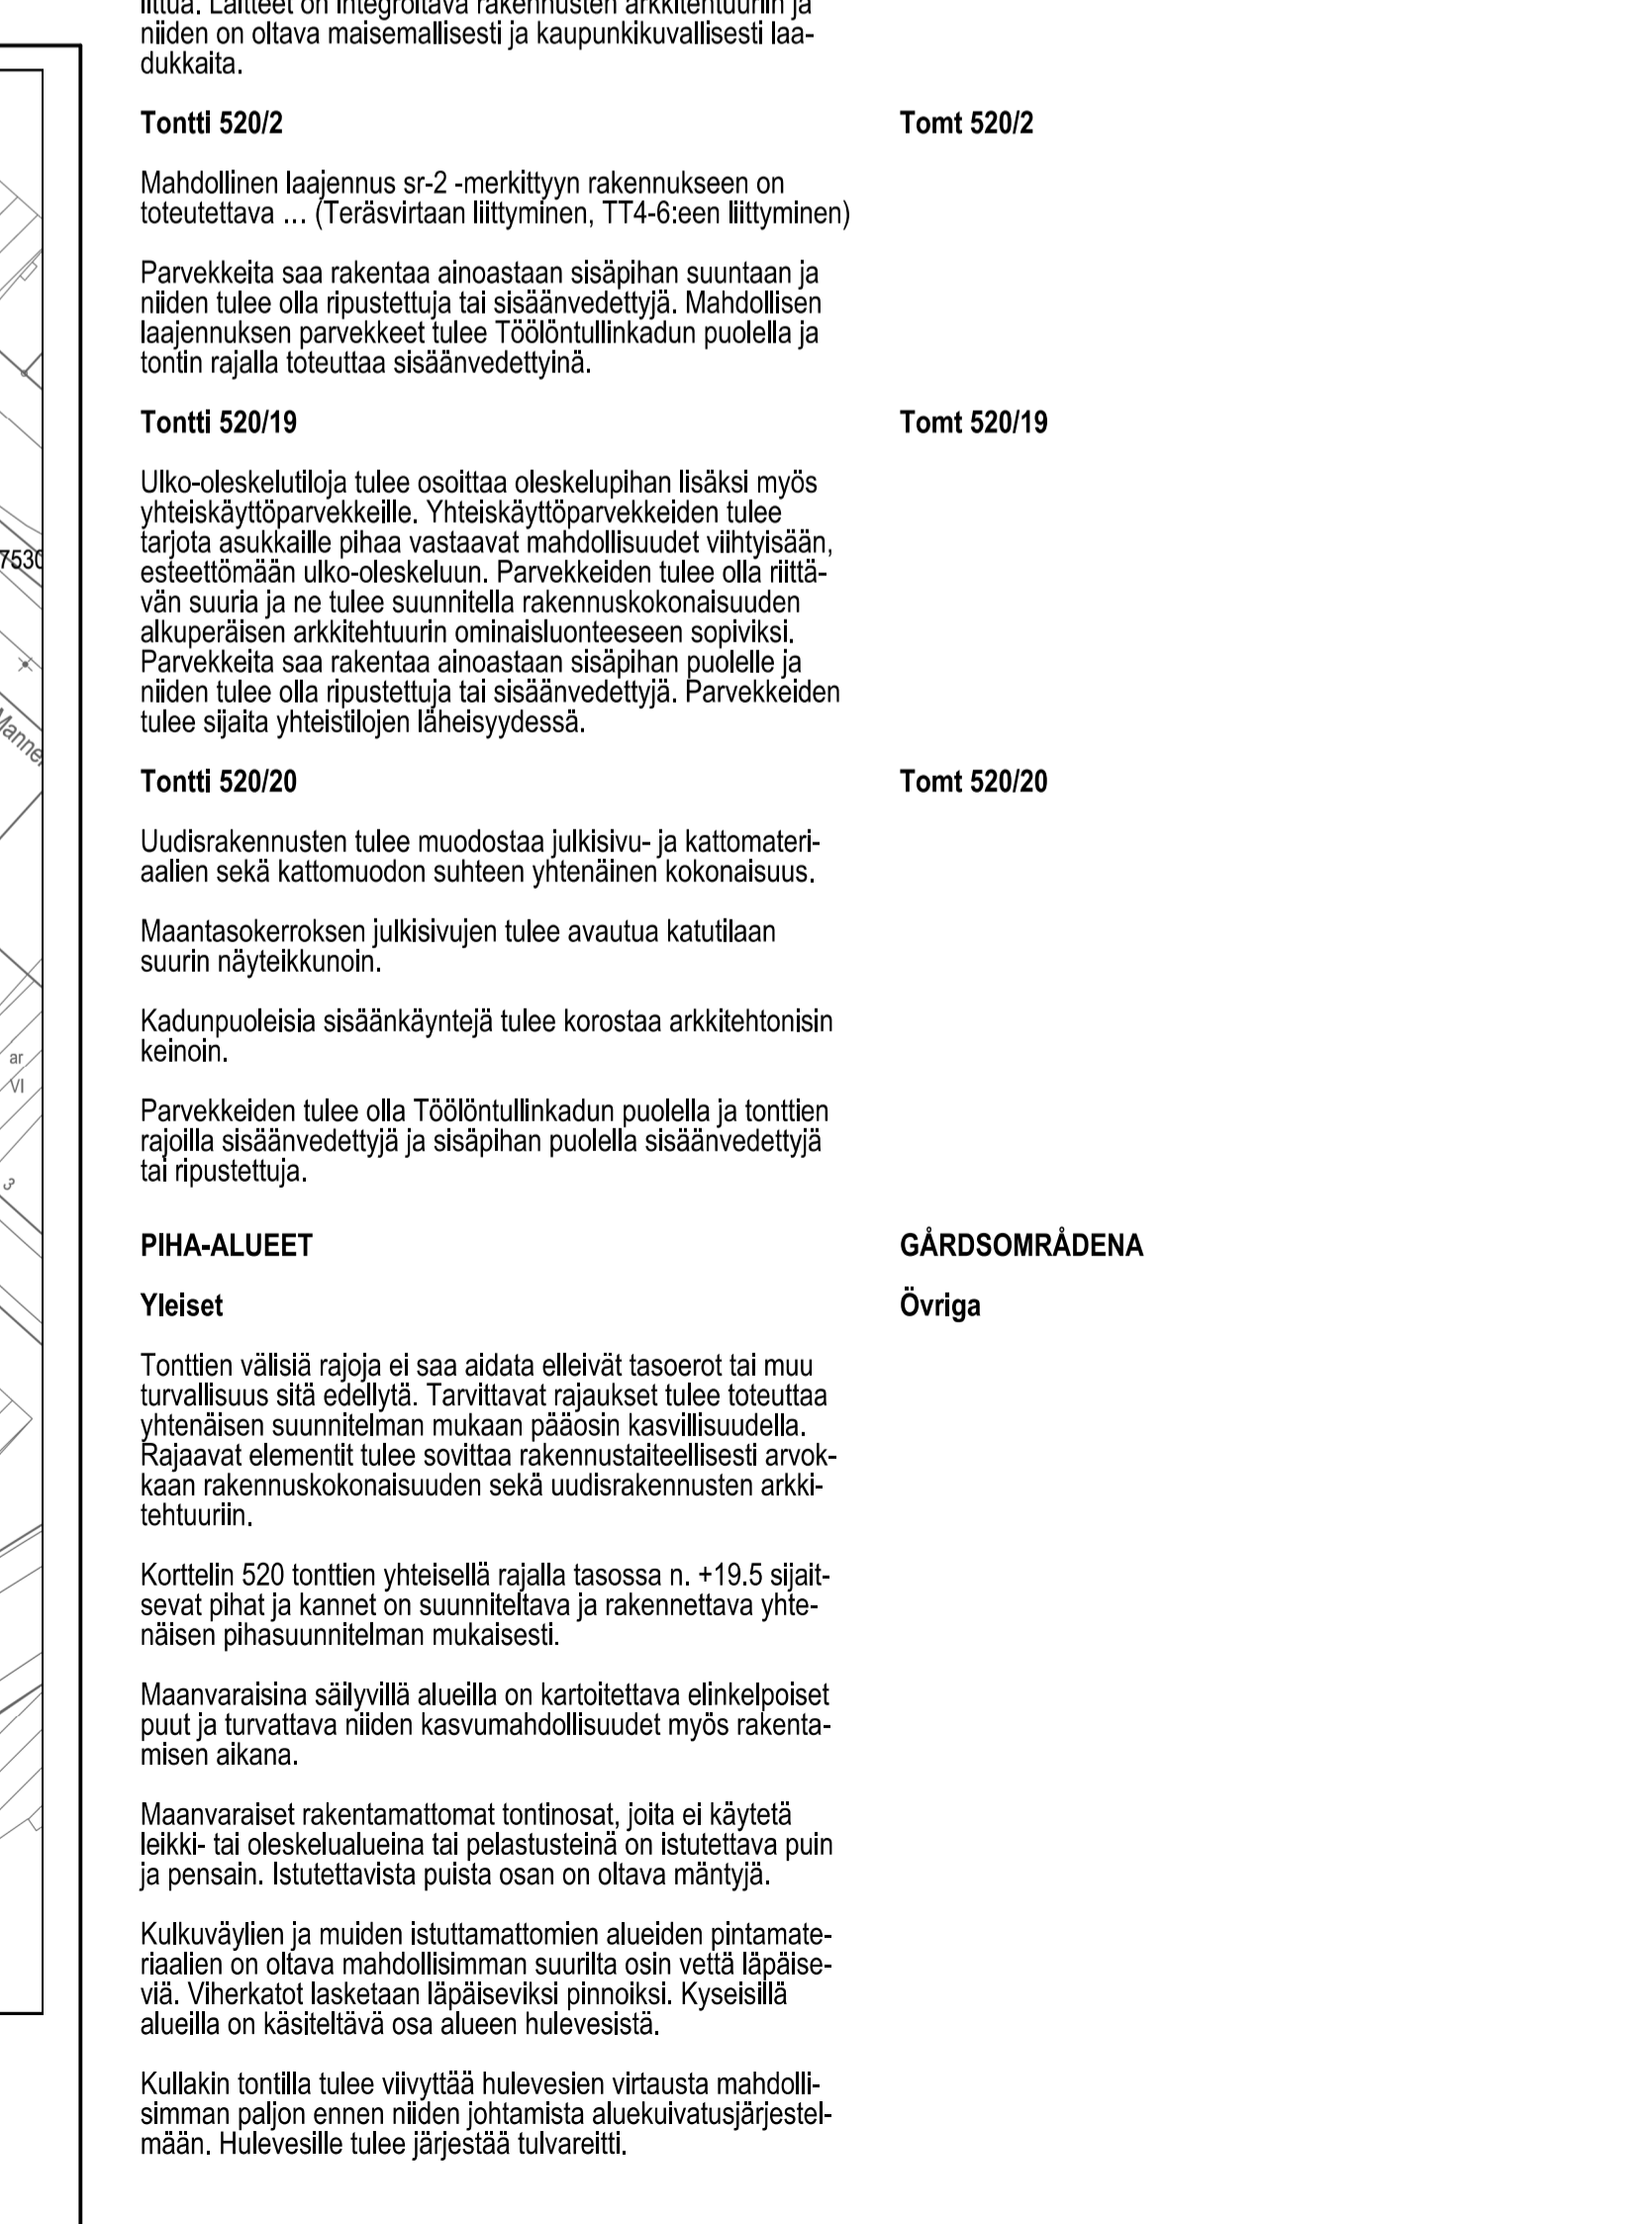 niiden on oltava maisemallisesti ja kaupunkikuvallisesti laa-
dukkaita.
Tontti 520/2
Tomt 520/2
Mahdollinen laajennus sr-2 -merkittyyn rakennukseen on
toteutettava ... (Teräsvirtaan liittyminen, TT4-6:een liittyminen)
Parvekkeita saa rakentaa ainoastaan sisäpihan suuntaan ja
niiden tulee olla ripustettuja tai sisäänvedettyjä. Mahdollisen
laajennuksen parvekkeet tulee Töölöntullinkadun puolella ja
tontin rajalla toteuttaa sisäänvedettyinä.
Tontti 520/19
Tomt 520/19
Ulko-oleskelutiloja tulee osoittaa oleskelupihan lisäksi myös
yhteiskäyttöparvekkeille. Yhteiskäyttöparvekkeiden tulee
tarjota asukkaille pihaa vastaavat mahdollisuudet viihtyisään,
esteettömään ulko-oleskeluun. Parvekkeiden tulee olla riittä-
vän suuria ja ne tulee suunnitella rakennuskokonaisuuden
alkuperäisen arkkitehtuurin ominaisluonteeseen sopiviksi.
Parvekkeita saa rakentaa ainoastaan sisäpihan puolelle ja
niiden tulee olla ripustettuja tai sisäänvedettyjä. Parvekkeiden
tulee sijaita yhteistilojen läheisyydessä.
Tontti 520/20
Tomt 520/20
Uudisrakennusten tulee muodostaa julkisivu- ja kattomateri-
aalien sekä kattomuodon suhteen yhtenäinen kokonaisuus.
Maantasokerroksen julkisivujen tulee avautua katutilaan
suurin näyteikkunoin.
Kadunpuoleisia sisäänkäyntejä tulee korostaa arkkitehtonisin
keinoin.
Parvekkeiden tulee olla Töölöntullinkadun puolella ja tonttien
rajoilla sisäänvedettyjä ja sisäpihan puolella sisäänvedettyjä
tai ripustettuja.
PIHA-ALUEET
GÅRDSOMRÅDENA
Yleiset
Övriga
Tonttien välisiä rajoja ei saa aidata elleivät tasoerot tai muu
turvallisuus sitä edellytä. Tarvittavat rajaukset tulee toteuttaa
yhtenäisen suunnitelman mukaan pääosin kasvillisuudella.
Rajaavat elementit tulee sovittaa rakennustaiteellisesti arvok-
kaan rakennuskokonaisuuden sekä uudisrakennusten arkki-
tehtuuriin.
Korttelin 520 tonttien yhteisellä rajalla tasossa n. +19.5 sijait-
sevat pihat ja kannet on suunniteltava ja rakennettava yhte-
näisen pihasuunnitelman mukaisesti.
Maanvaraisina säilyvillä alueilla on kartoitettava elinkelpoiset
puut ja turvattava niiden kasvumahdollisuudet myös rakenta-
misen aikana.
Maanvaraiset rakentamattomat tontinosat, joita ei käytetä
leikki- tai oleskelualueina tai pelastusteinä on istutettava puin
ja pensain. Istutettavista puista osan on oltava mäntyjä.
Kulkuväylien ja muiden istuttamattomien alueiden pintamate-
riaalien on oltava mahdollisimman suurilta osin vettä läpäise-
viä. Viherkatot lasketaan läpäiseviksi pinnoiksi. Kyseisillä
alueilla on käsiteltävä osa alueen hulevesistä.
Kullakin tontilla tulee viivyttää hulevesien virtausta mahdolli-
simman paljon ennen niiden johtamista aluekuivatusjärjestel-
mään. Hulevesille tulee järjestää tulvareitti.
7530
Manne
ar
VI
3